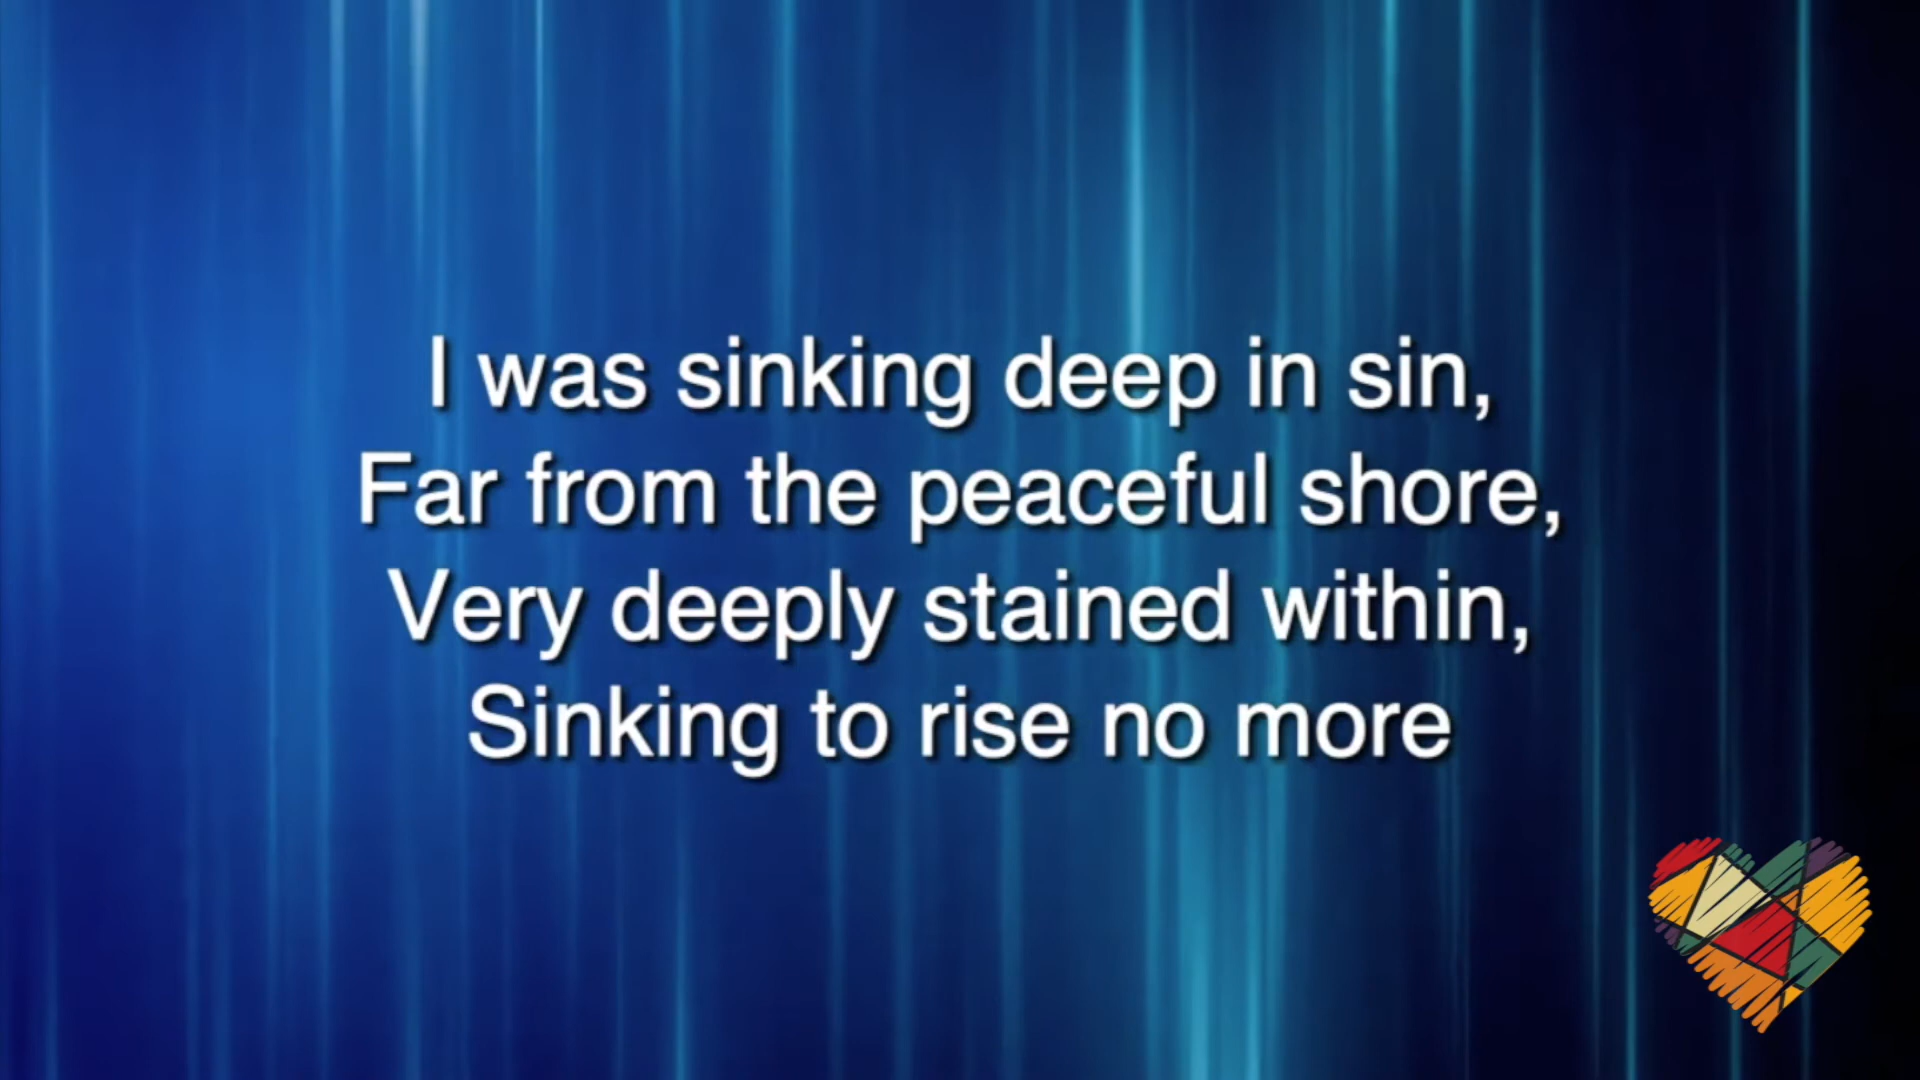 I was sinking deep in sin,
Far from the peaceful shore,
Very deeply stained within,
Sinking to rise no more